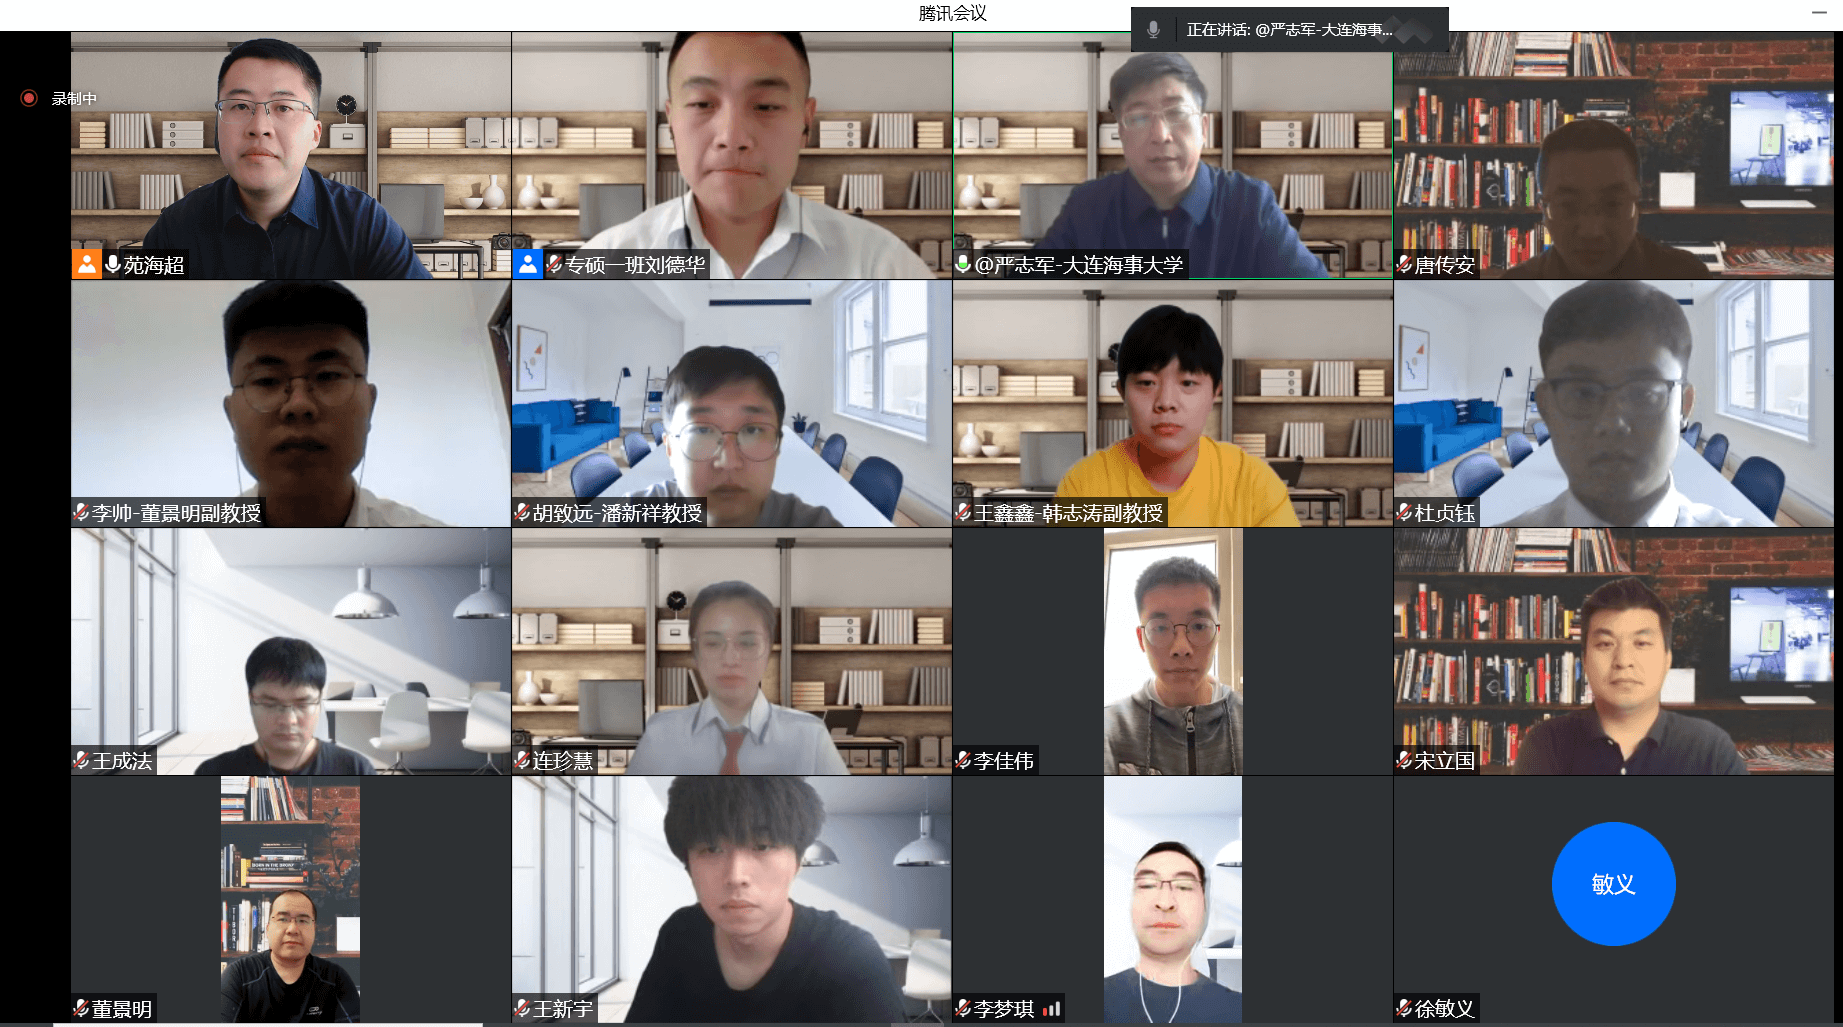 腾讯会议
正在讲话: @严志军-大连海事...
录制中
苑海超
专硕一班刘德华
@严志军-大连海事大学
唐传安
李帅-董景明副教授
胡致远-潘新祥教授
王鑫鑫-韩志涛副教授
杜贞钰
王成法
连珍慧
李佳伟
宋立国
董景明
王新宇
李梦琪
敏义
徐敏义